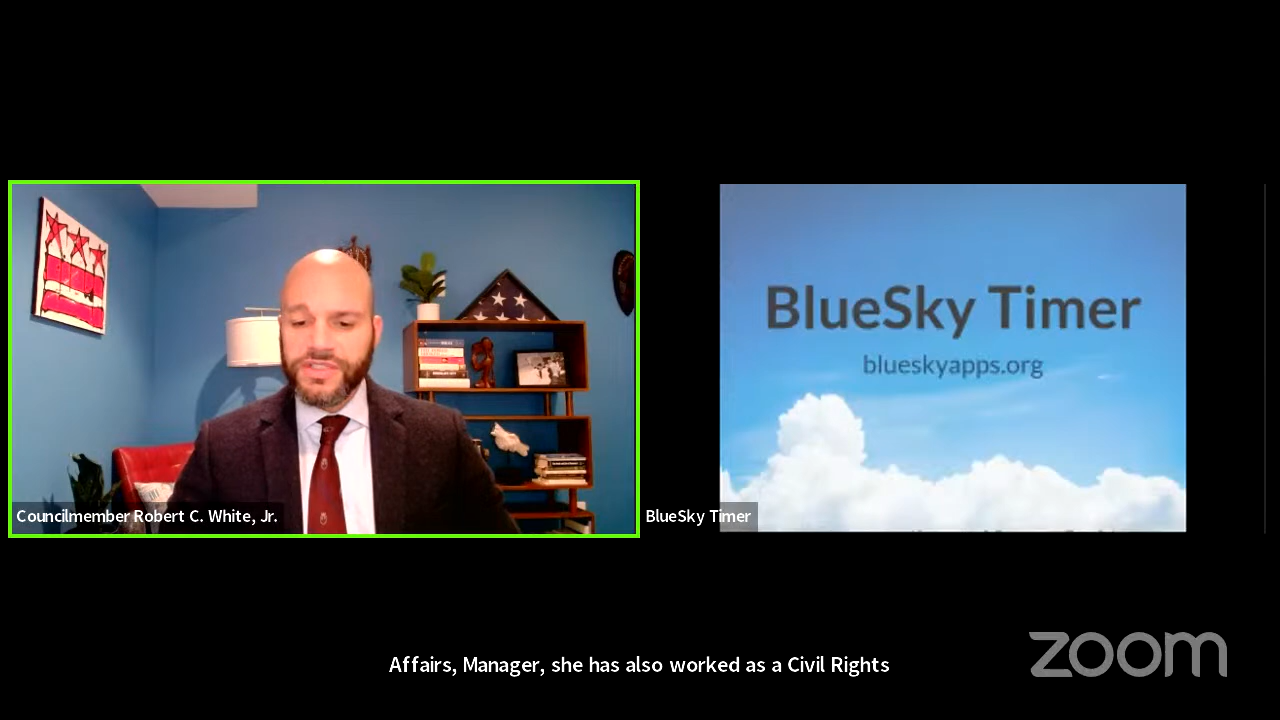 BlueSky Timer
blueskyapps.org
Councilmember Robert C. White, Jr.
BlueSky Timer
Affairs, Manager, she has also worked as a Civil Rights
zoom